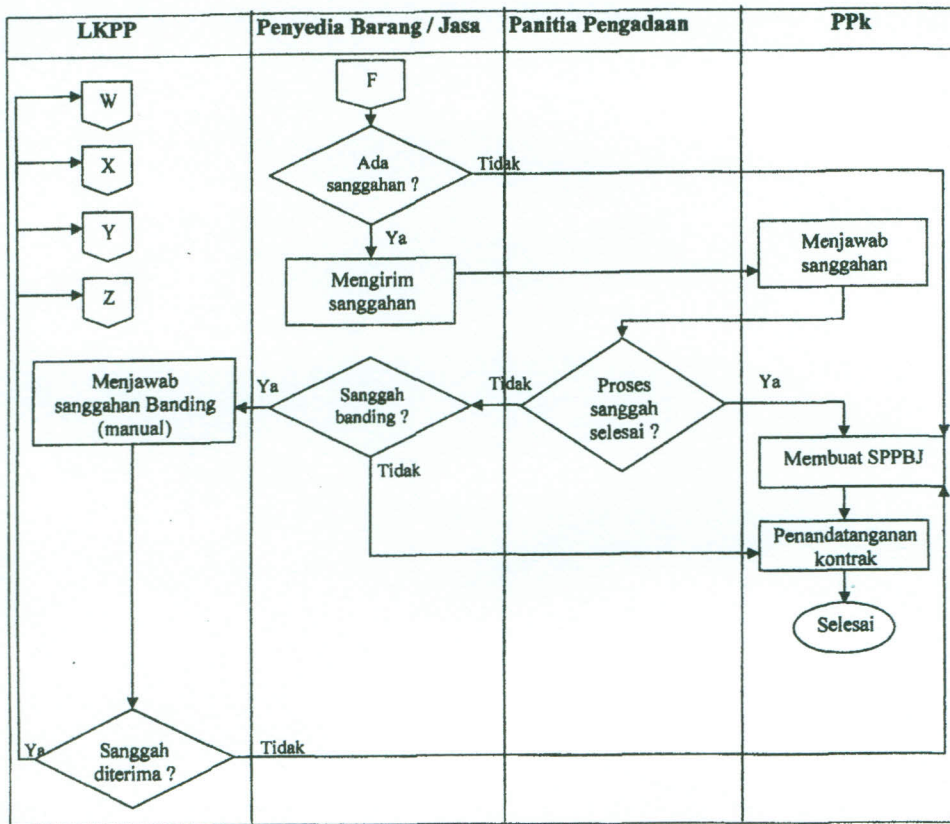 LKPP
Penyedia Barang / Jasa
Panitia Pengadaan
PPk
W
X
Y
Z
F
Ada
sanggahan ?
Tidak
Ya
Mengirim
sanggahan
Menjawab
sanggahan
Proses
sanggah
selesai ?
Ya
Tidak
Sanggah
banding ?
Ya
Tidak
Menjawab
sanggahan Banding
(manual)
Membuat SPPBJ
Penandatanganan
kontrak
Selesai
Sanggah
diterima ?
Ya
Tidak